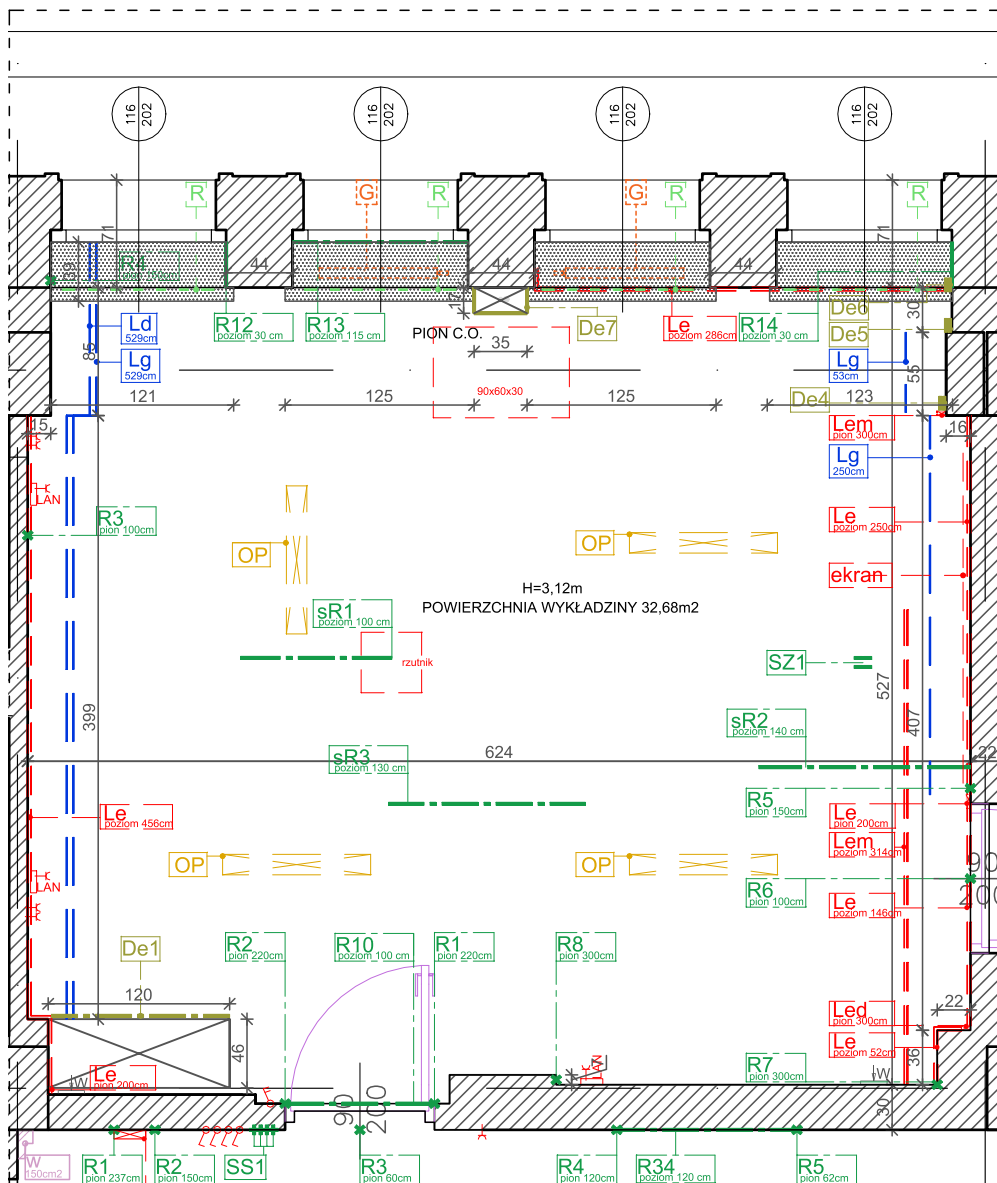 116
202
116
202
116
202
116
202
R
G
R
G
R
R
71
71
39
R4
44
44
44
17
30
De6
De5
De7
Ld
529cm
Lg
529cm
85
R12
poziom 30 cm
R13
poziom 115 cm
PION C.O.
35
Le
poziom 286cm
R14
poziom 30 cm
Lg
53cm
55
90x60x30
121
125
125
123
De4
15
16
Lem
pion 300cm
Lg
250cm
LAN
R3
pion 100cm
Le
poziom 250cm
OP
OP
ekran
H=3,12m
POWIERZCHNIA WYKŁADZINY 32,68m2
sR1
poziom 100 cm
rzutnik
SZ1
399
527
407
sR2
poziom 140 cm
624
22
sR3
poziom 130 cm
R5
pion 150cm
Le
poziom 456cm
Le
pion 200cm
Lem
poziom 314cm
OP
OP
90
200
R6
pion 100cm
LAN
Le
poziom 146cm
De1
R2
pion 220cm
R10
poziom 100 cm
R1
pion 220cm
R8
pion 300cm
120
Led
pion 300cm
22
46
Le
poziom 52cm
36
Le
pion 200cm
W
LAN
R7
pion 300cm
W
90
200
30
W
150cm2
R1
pion 237cm
R2
pion 150cm
SS1
R3
pion 60cm
R4
pion 120cm
R34
poziom 120 cm
R5
pion 62cm